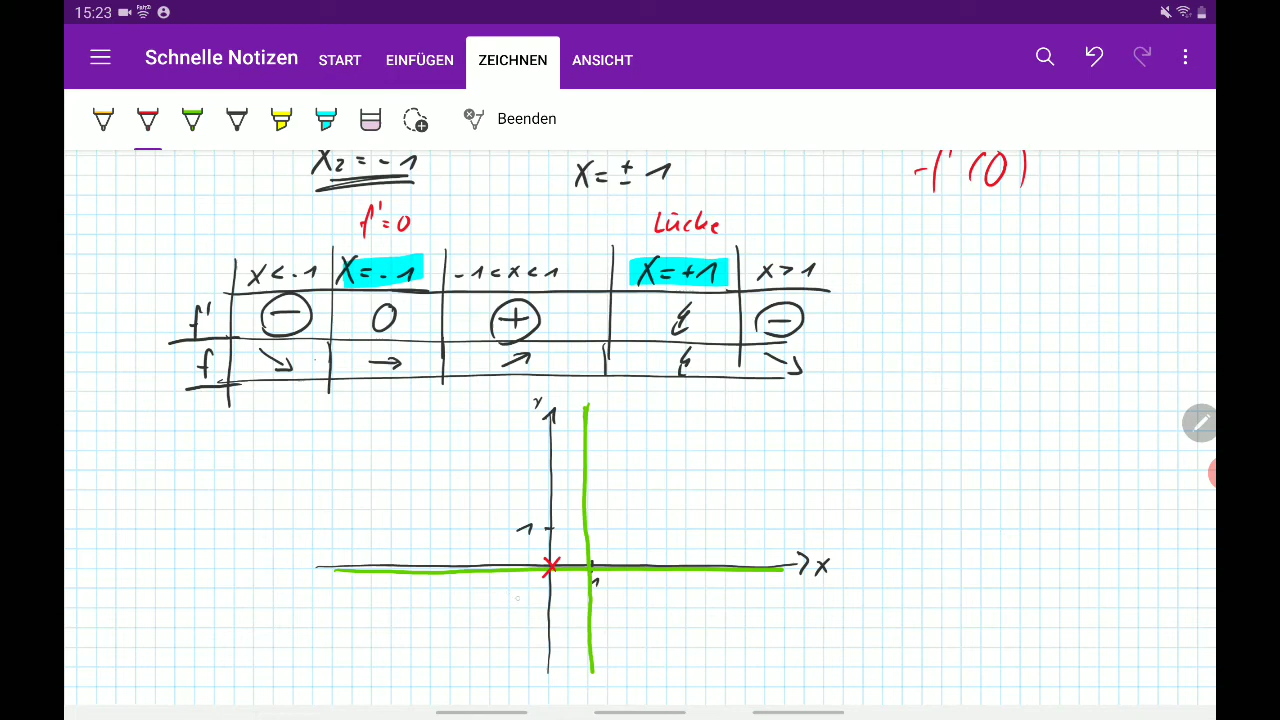 15:23
Schnelle Notizen START EINFÜGEN ZEICHNEN ANSICHT
Beenden
X₂ = - 1 X = ± 1 f' (0)
f' = 0 Lücke
x < - 1 X = - 1 - 1 < x < 1 X = + 1 x > 1
f' − 0 + −
f ↘ → ↗ ↘
y
1
x
1